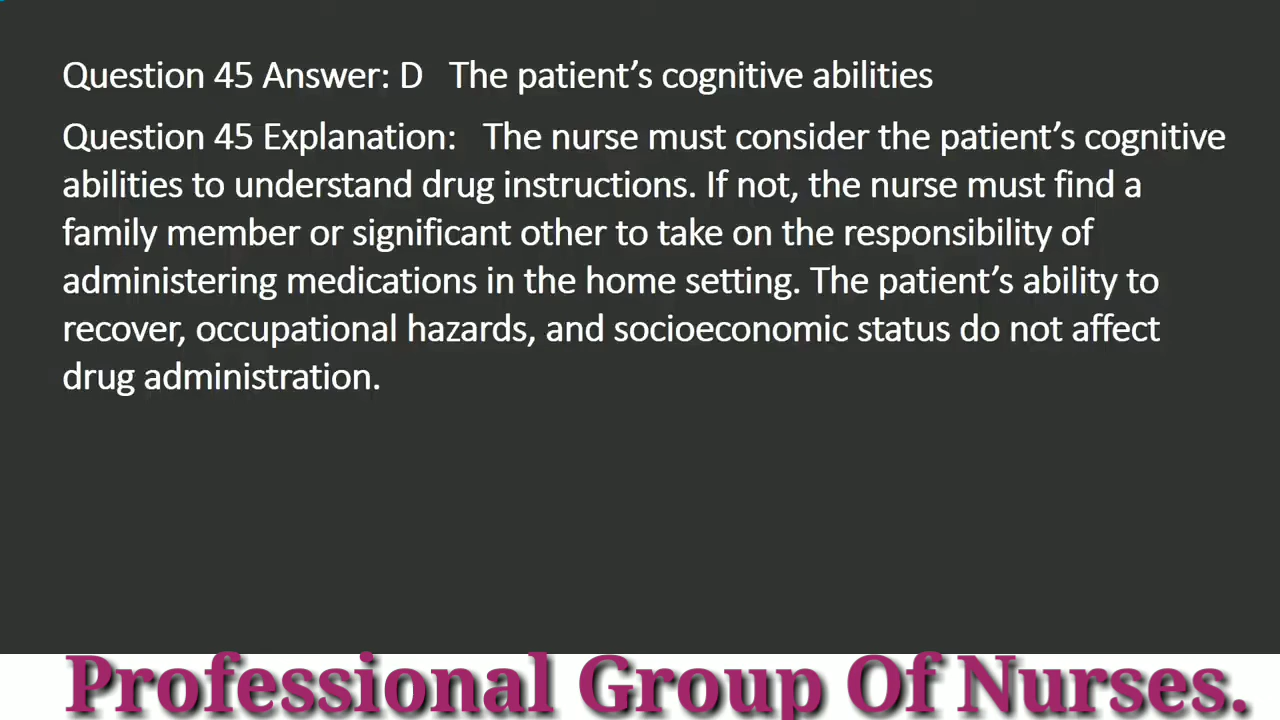 Question 45 Answer: D The patient’s cognitive abilities
Question 45 Explanation: The nurse must consider the patient’s cognitive
abilities to understand drug instructions. If not, the nurse must find a
family member or significant other to take on the responsibility of
administering medications in the home setting. The patient’s ability to
recover, occupational hazards, and socioeconomic status do not affect
drug administration.
Professional Group Of Nurses.